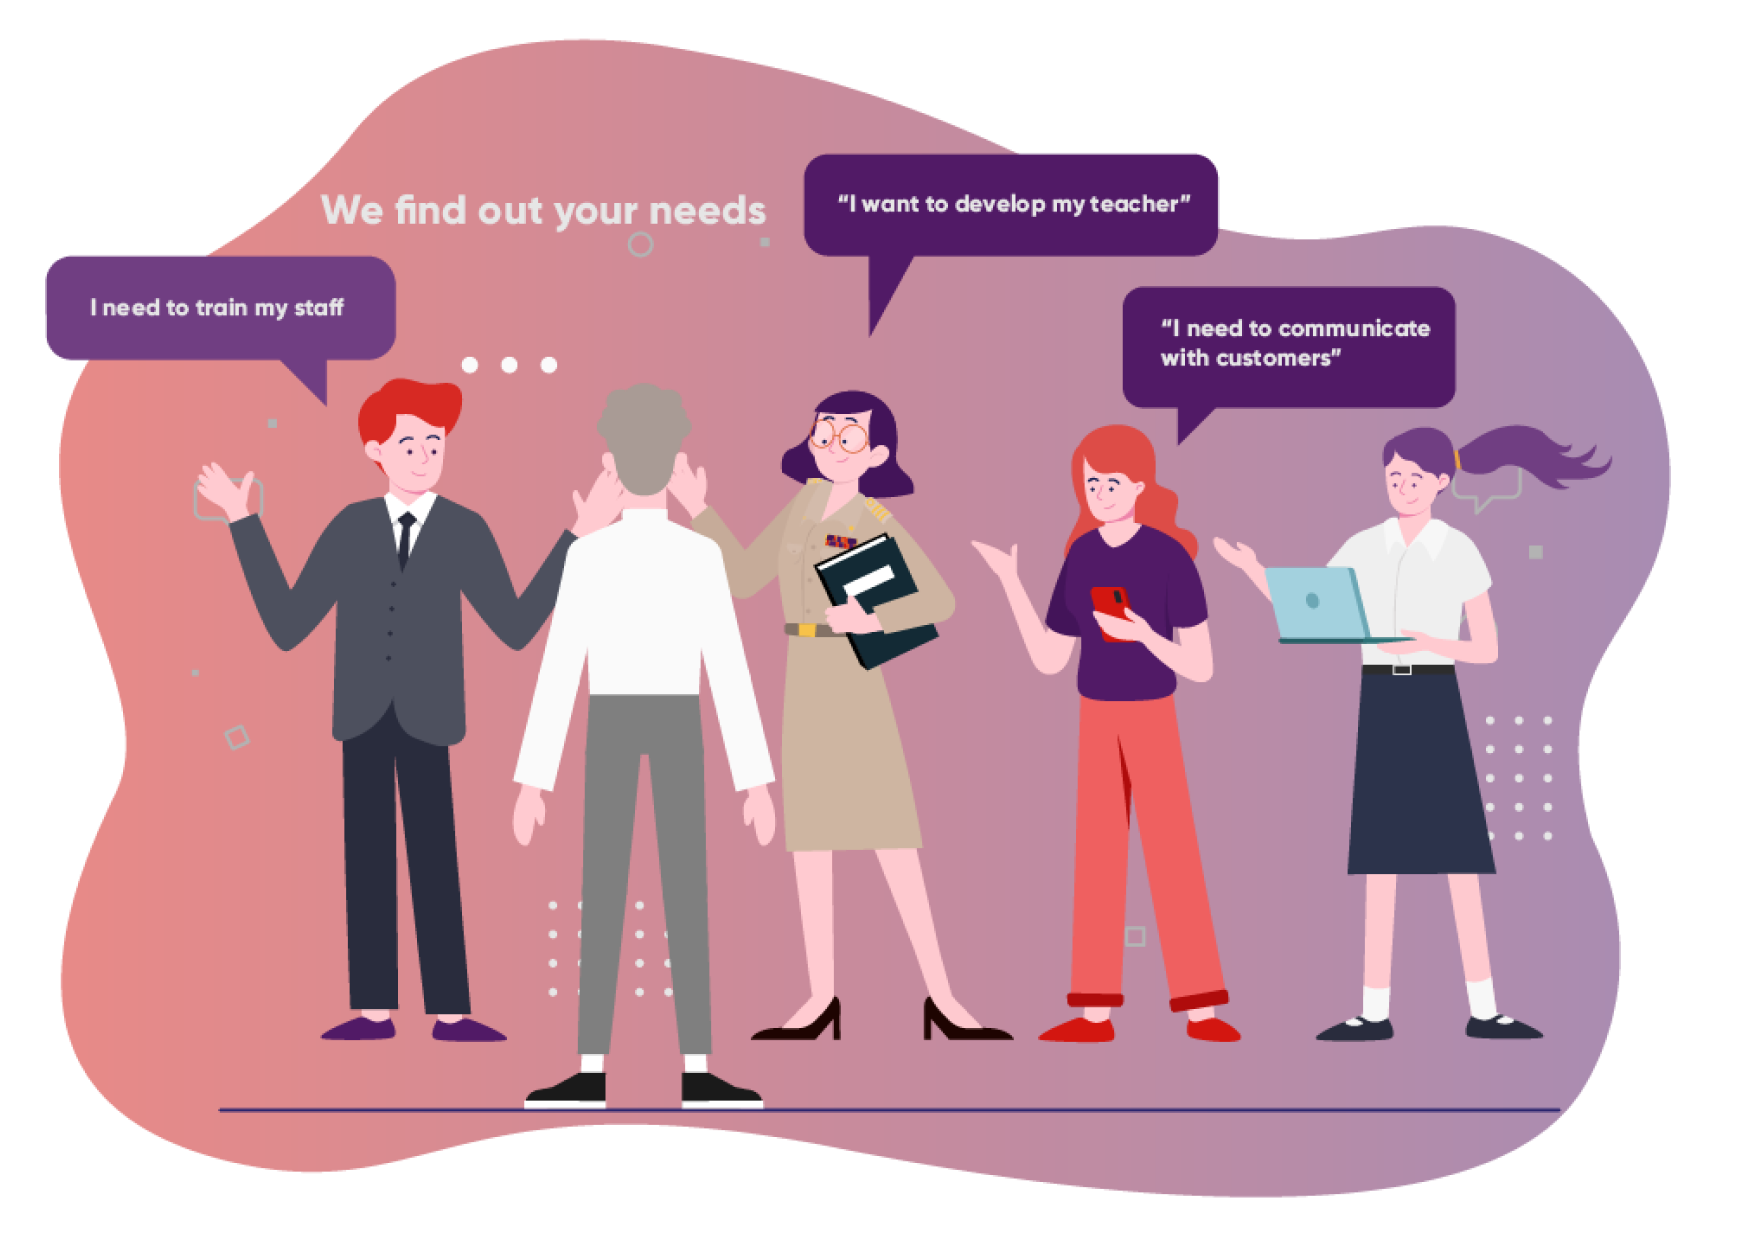 We find out your needs
“I want to develop my teacher”
I need to train my staff
“I need to communicate
with customers”